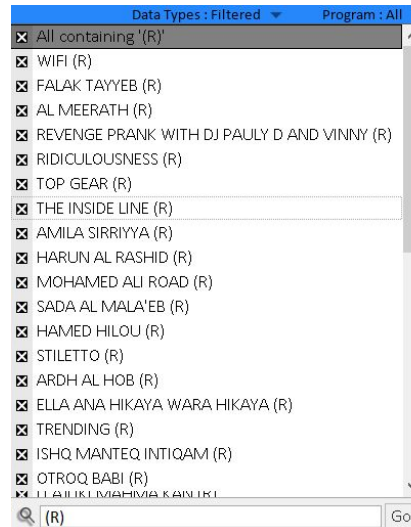 Data Types : Filtered Program : All
All containing '(R)'
WIFI (R)
FALAK TAYYEB (R)
AL MEERATH (R)
REVENGE PRANK WITH DJ PAULY D AND VINNY (R)
RIDICULOUSNESS (R)
TOP GEAR (R)
THE INSIDE LINE (R)
AMILA SIRRIYYA (R)
HARUN AL RASHID (R)
MOHAMED ALI ROAD (R)
SADA AL MALA'EB (R)
HAMED HILOU (R)
STILETTO (R)
ARDH AL HOB (R)
ELLA ANA HIKAYA WARA HIKAYA (R)
TRENDING (R)
ISHQ MANTEQ INTIQAM (R)
OTROQ BABI (R)
MAHMA KAN (R)
(R) Go